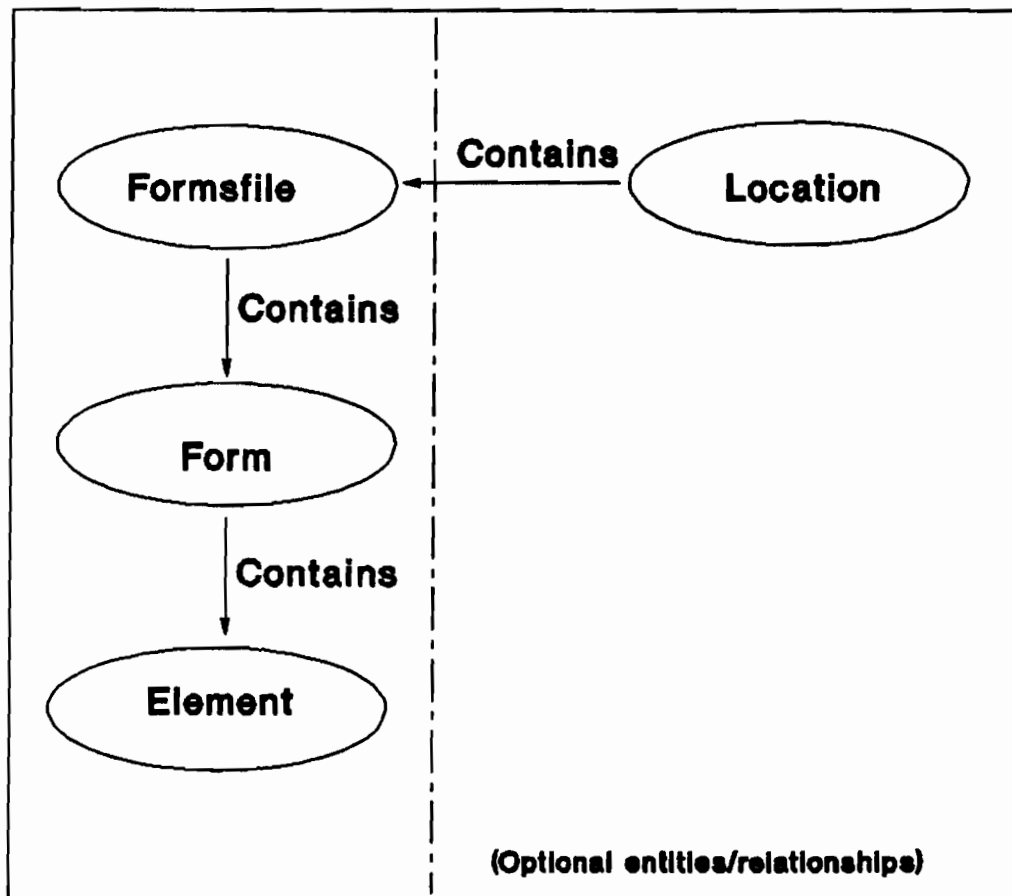 Contains
Formsfile
Location
Contains
Form
Contains
Element
(Optional entities/relationships)